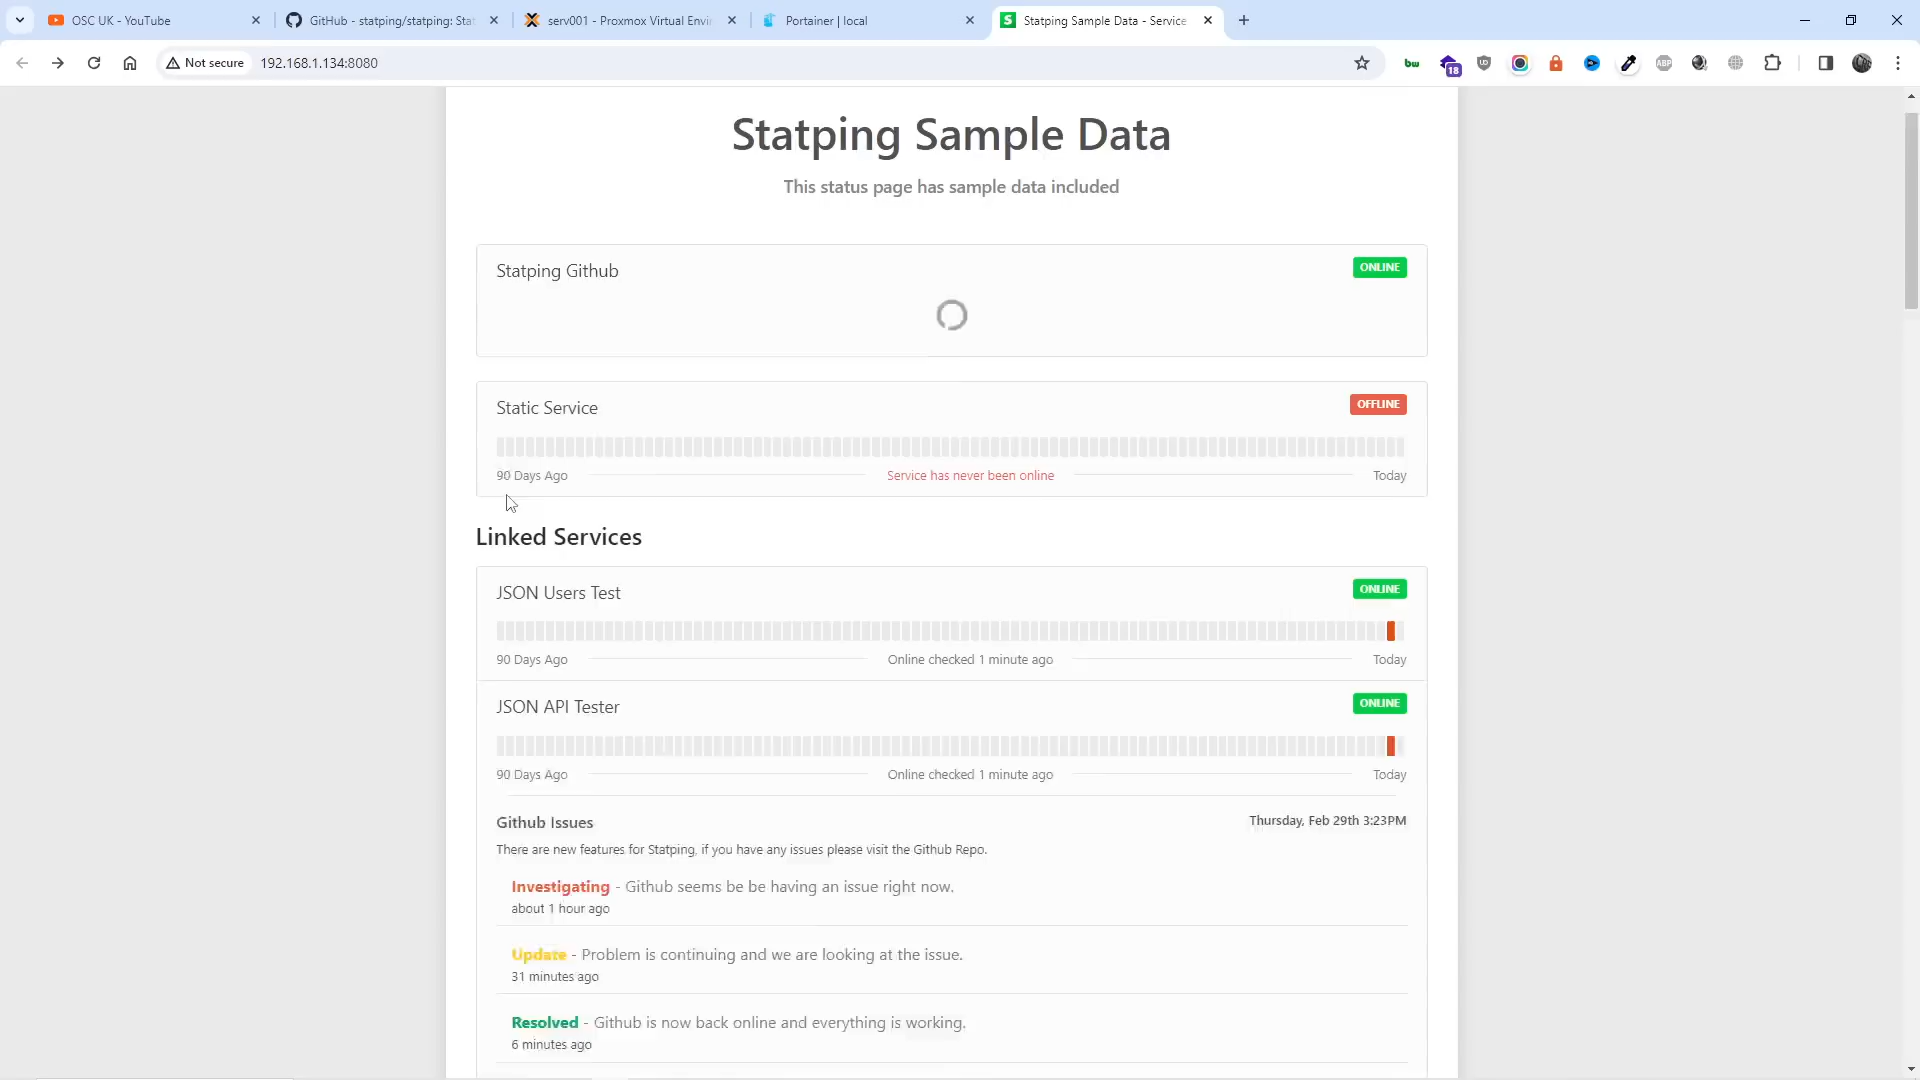 OSC UK - YouTube
GitHub - statping/statping: Stat
serv001 - Proxmox Virtual Envir
Portainer | local
Statping Sample Data - Service
Not secure
192.168.1.134:8080
bw
18
UD
ABP
Statping Sample Data
This status page has sample data included
Statping Github
ONLINE
Static Service
OFFLINE
90 Days Ago
Service has never been online
Today
Linked Services
JSON Users Test
ONLINE
90 Days Ago
Online checked 1 minute ago
Today
JSON API Tester
ONLINE
90 Days Ago
Online checked 1 minute ago
Today
Github Issues
Thursday, Feb 29th 3:23PM
There are new features for Statping, if you have any issues please visit the Github Repo.
Investigating - Github seems be be having an issue right now.
about 1 hour ago
Update - Problem is continuing and we are looking at the issue.
31 minutes ago
Resolved - Github is now back online and everything is working.
6 minutes ago